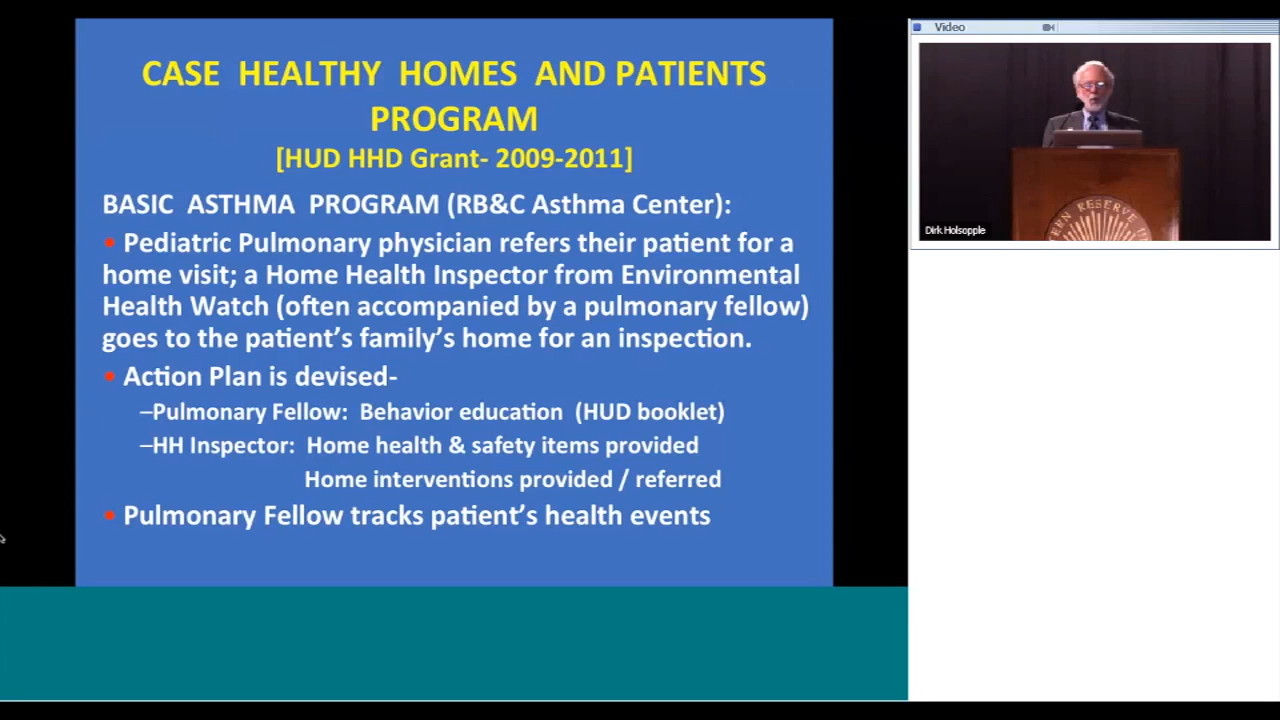 CASE HEALTHY HOMES AND PATIENTS
PROGRAM
[HUD HHD Grant- 2009-2011]
BASIC ASTHMA PROGRAM (RB&C Asthma Center):
• Pediatric Pulmonary physician refers their patient for a
home visit; a Home Health Inspector from Environmental
Health Watch (often accompanied by a pulmonary fellow)
goes to the patient’s family’s home for an inspection.
• Action Plan is devised-
–Pulmonary Fellow: Behavior education (HUD booklet)
–HH Inspector: Home health & safety items provided
Home interventions provided / referred
• Pulmonary Fellow tracks patient’s health events
Video
Dirk Holsopple
RESERVE